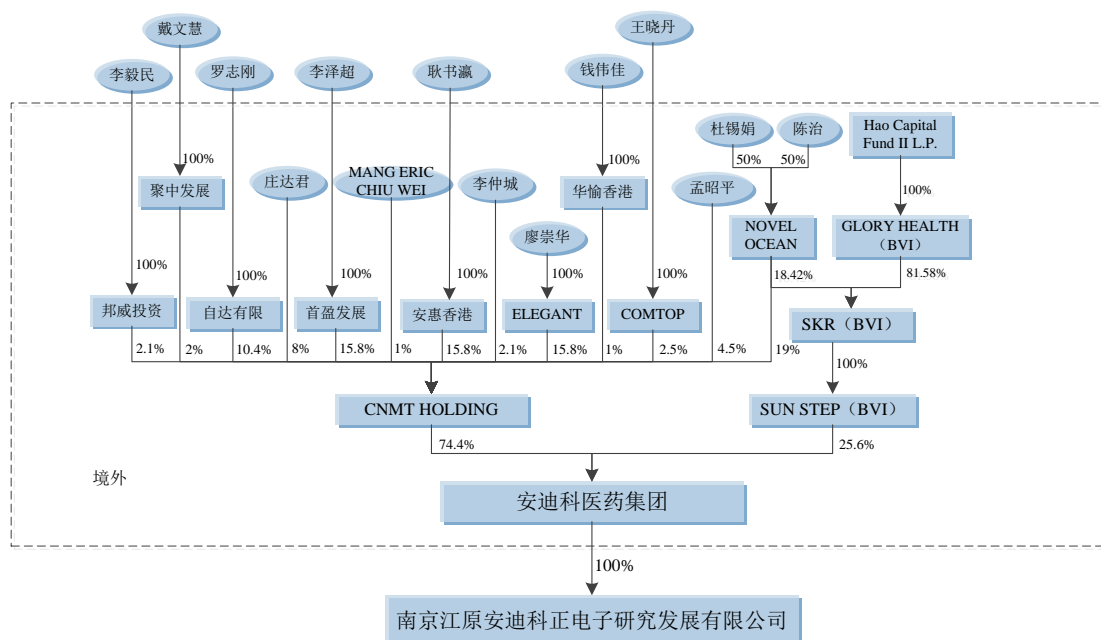 戴文慧
王晓丹
李毅民
罗志刚
李泽超
耿书瀛
钱伟佳
杜锡娟
陈治
Hao Capital
Fund II L.P.
50%
50%
100%
100%
100%
聚中发展
庄达君
MANG ERIC
CHIU WEI
李仲城
华愉香港
孟昭平
NOVEL
OCEAN
GLORY HEALTH
(BVI)
廖崇华
100%
100%
100%
100%
100%
100%
18.42%
81.58%
邦威投资
自达有限
首盈发展
安惠香港
ELEGANT
COMTOP
SKR（BVI）
2.1%
2%
10.4%
8%
15.8%
1%
15.8%
2.1%
15.8%
1%
2.5%
4.5%
19%
100%
CNMT HOLDING
SUN STEP（BVI）
74.4%
25.6%
境外
安迪科医药集团
100%
南京江原安迪科正电子研究发展有限公司